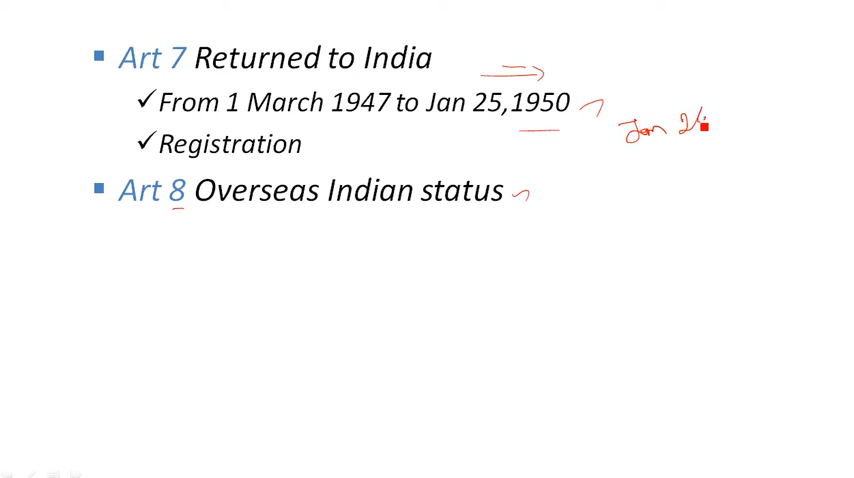 Art 7 Returned to India
From 1 March 1947 to Jan 25,1950
Jan 2
Registration
Art 8 Overseas Indian status